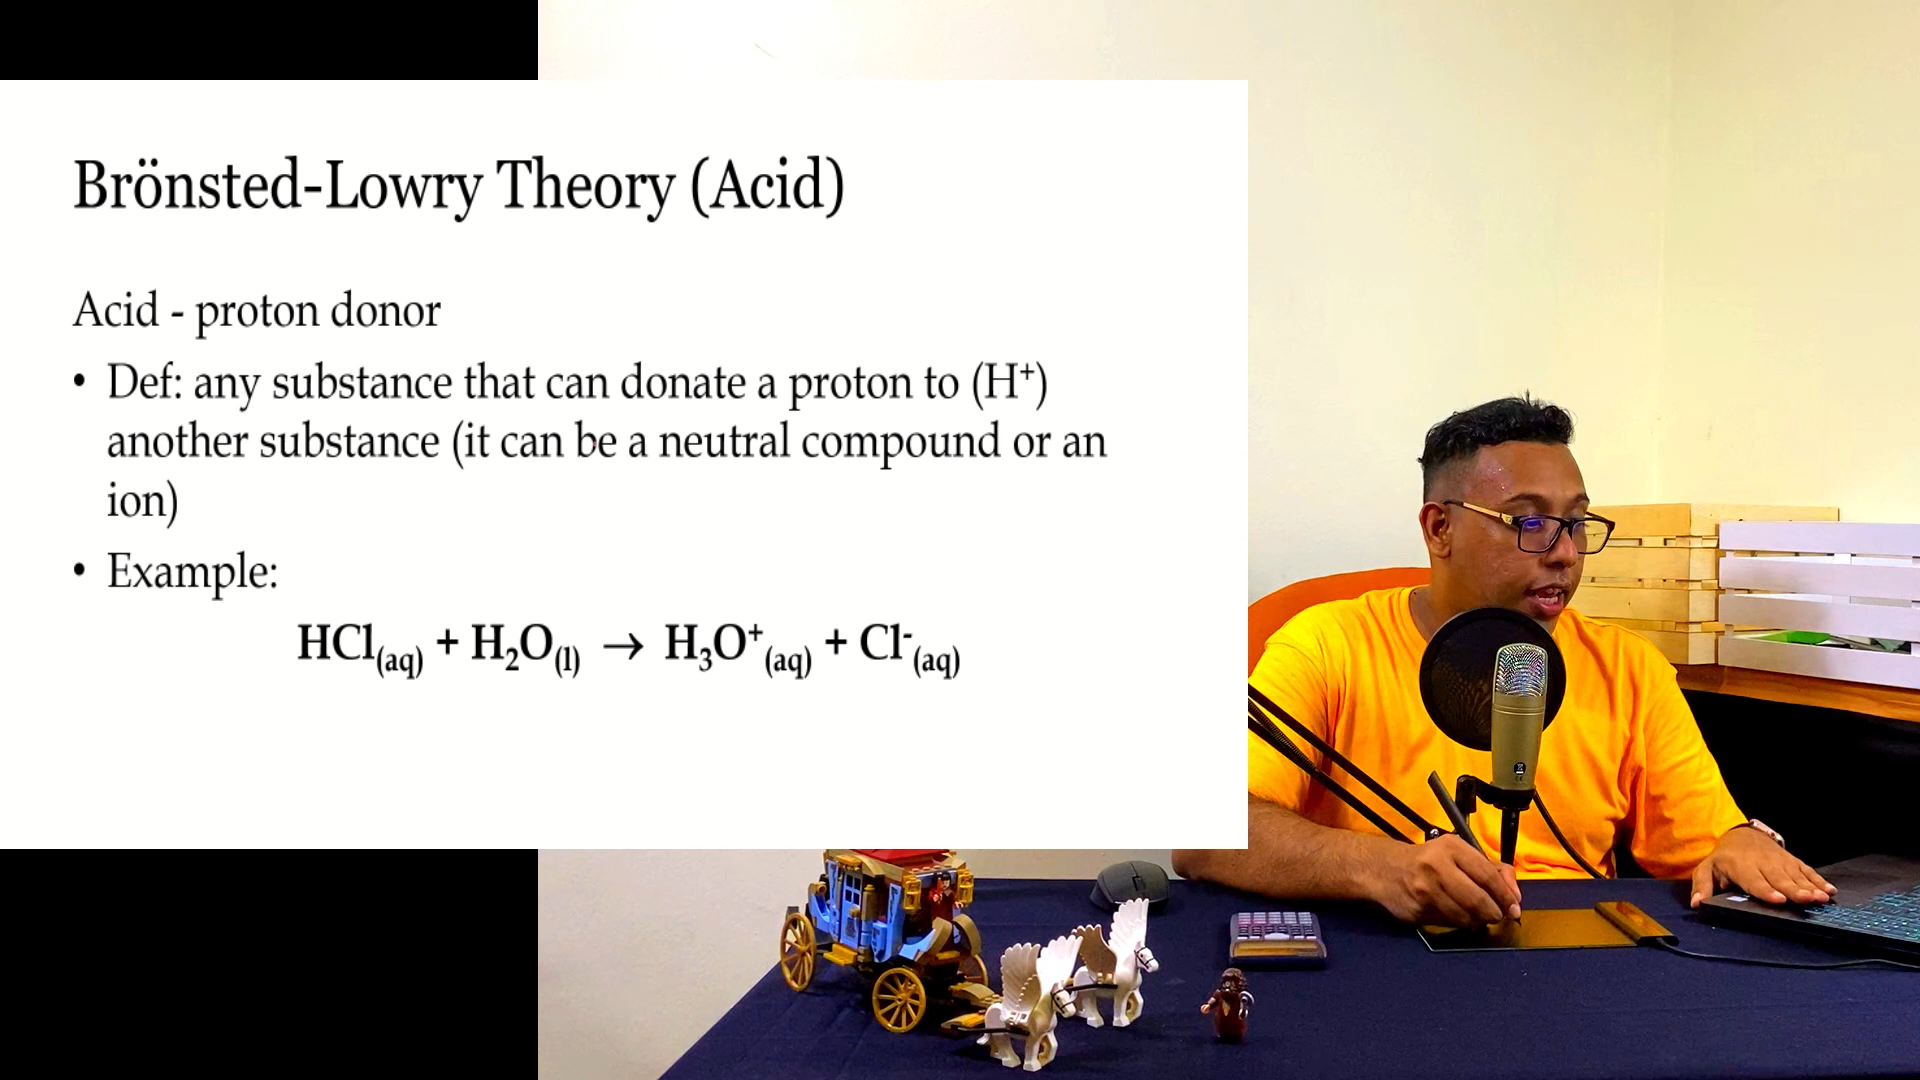 Brönsted-Lowry Theory (Acid)
Acid - proton donor
• Def: any substance that can donate a proton to (H⁺)
another substance (it can be a neutral compound or an
ion)
• Example:
HCl(aq) + H₂O(l) → H₃O⁺(aq) + Cl⁻(aq)